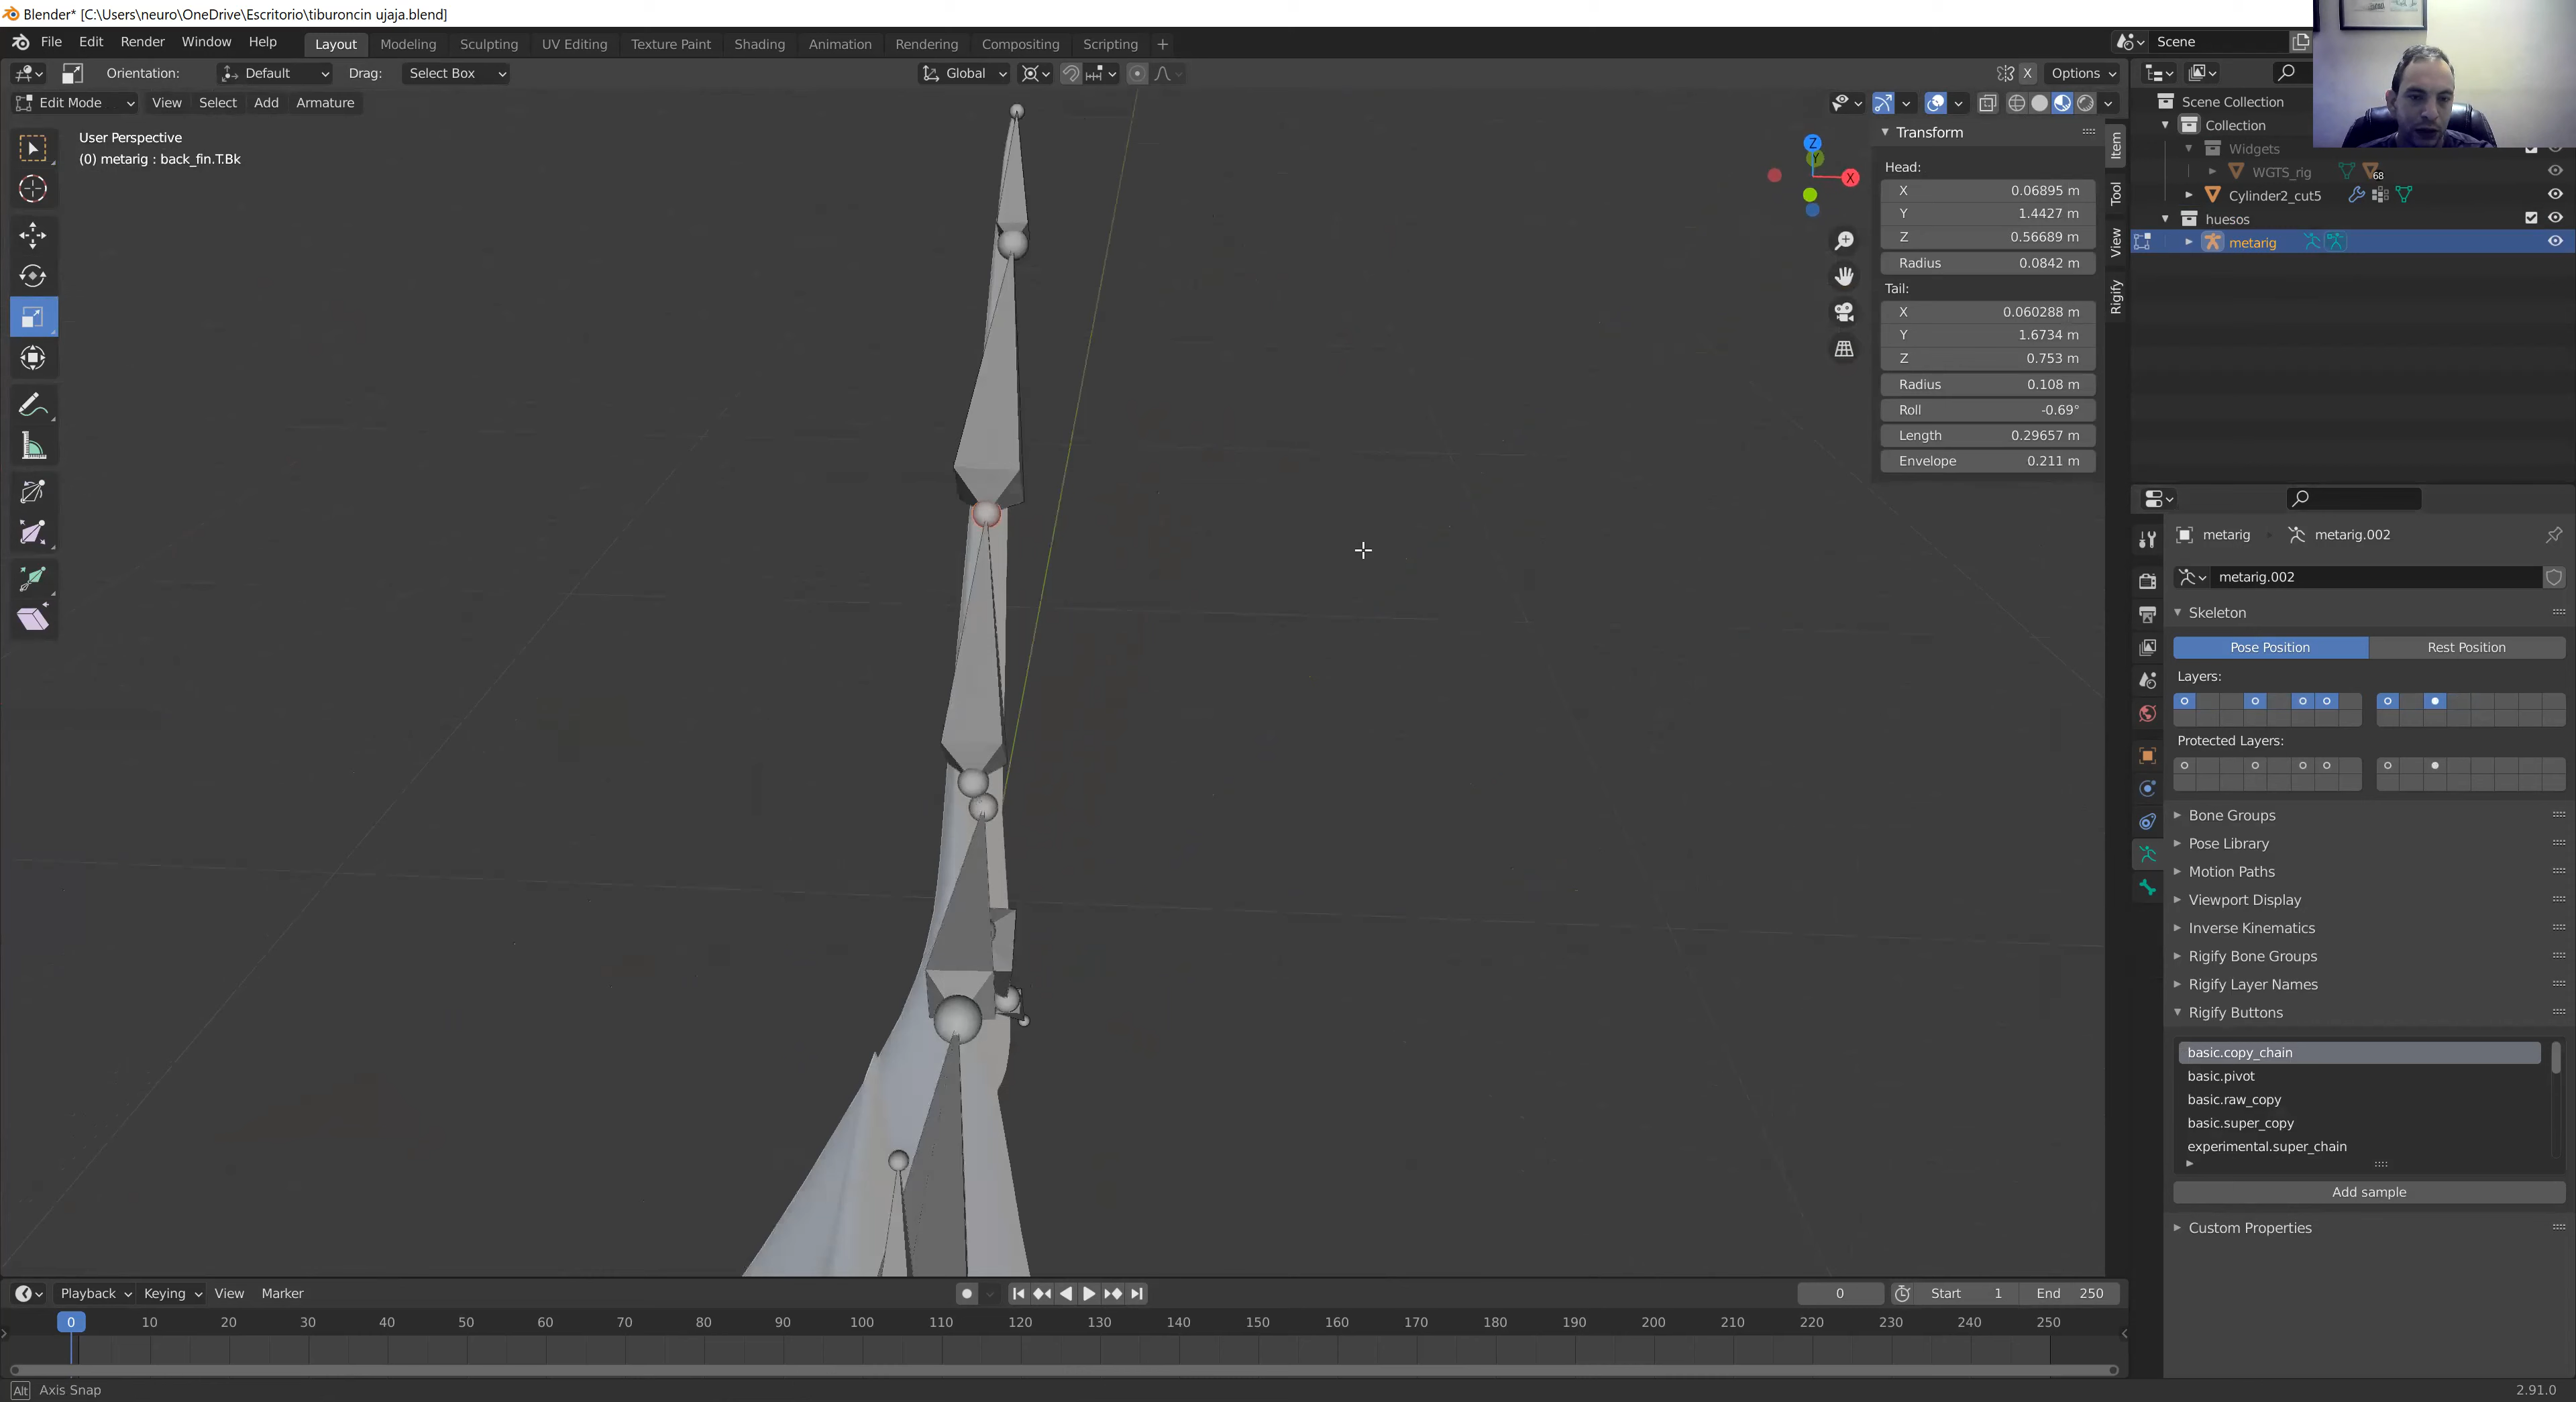 Blender* [C:\Users\neuro\OneDrive\Escritorio\tiburoncin ujaja.blend]
File Edit Render Window Help Layout Modeling Sculpting UV Editing Texture Paint Shading Animation Rendering Compositing Scripting + Scene
Orientation: Default Drag: Select Box Global X Options
Edit Mode View Select Add Armature
User Perspective
(0) metarig : back_fin.T.Bk
Z
Y
X
Transform
Head:
X 0.06895 m
Y 1.4427 m
Z 0.56689 m
Radius 0.0842 m
Tail:
X 0.060288 m
Y 1.6734 m
Z 0.753 m
Radius 0.108 m
Roll -0.69°
Length 0.29657 m
Envelope 0.211 m
Item
Tool
View
Rigify
Scene Collection
Collection
Widgets
WGTS_rig 68
Cylinder2_cut5
huesos
metarig
metarig metarig.002
metarig.002
Skeleton
Pose Position Rest Position
Layers:
Protected Layers:
Bone Groups
Pose Library
Motion Paths
Viewport Display
Inverse Kinematics
Rigify Bone Groups
Rigify Layer Names
Rigify Buttons
basic.copy_chain
basic.pivot
basic.raw_copy
basic.super_copy
experimental.super_chain
Add sample
Custom Properties
Playback Keying View Marker 0 Start 1 End 250
0 10 20 30 40 50 60 70 80 90 100 110 120 130 140 150 160 170 180 190 200 210 220 230 240 250
Alt Axis Snap 2.91.0